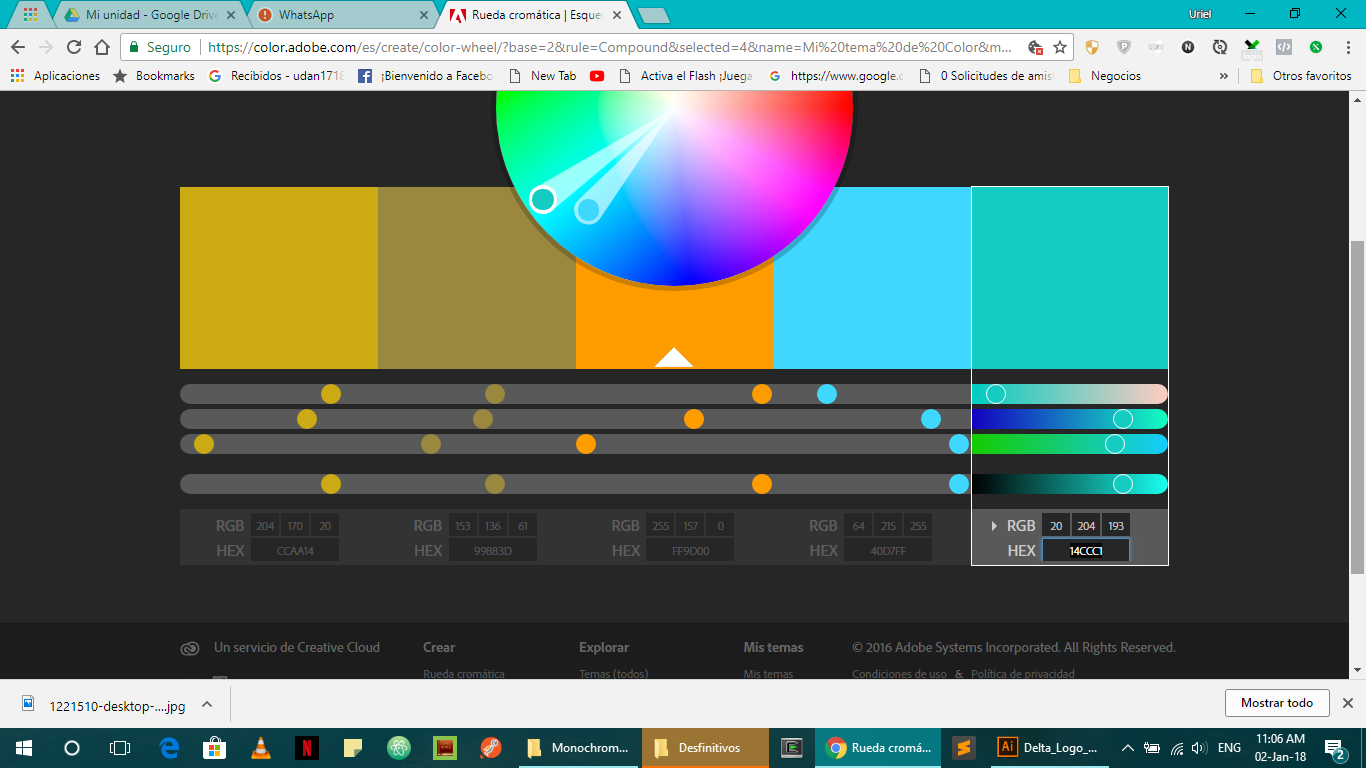 Mi unidad - Google Drive
WhatsApp
Rueda cromática | Esquer
Uriel
Seguro
https://color.adobe.com/es/create/color-wheel/?base=2&rule=Compound&selected=4&name=Mi%20tema%20de%20Color&m...
Aplicaciones
Bookmarks
Recibidos - udan1718
¡Bienvenido a Facebo
New Tab
Activa el Flash ¡Juega
https://www.google.c
0 Solicitudes de amis
Negocios
»
Otros favoritos
RGB 204 170 20
HEX CCAA14
RGB 153 136 61
HEX 99883D
RGB 255 157 0
HEX FF9D00
RGB 64 215 255
HEX 40D7FF
RGB 20 204 193
HEX 14CCC1
Un servicio de Creative Cloud
Crear
Rueda cromática
Explorar
Temas (todos)
Mis temas
Mis temas
© 2016 Adobe Systems Incorporated. All Rights Reserved.
Condiciones de uso & Política de privacidad
1221510-desktop-....jpg
Mostrar todo
Monochrom...
Desfinitivos
Rueda cromá...
Delta_Logo_...
ENG
11:06 AM
02-Jan-18
2